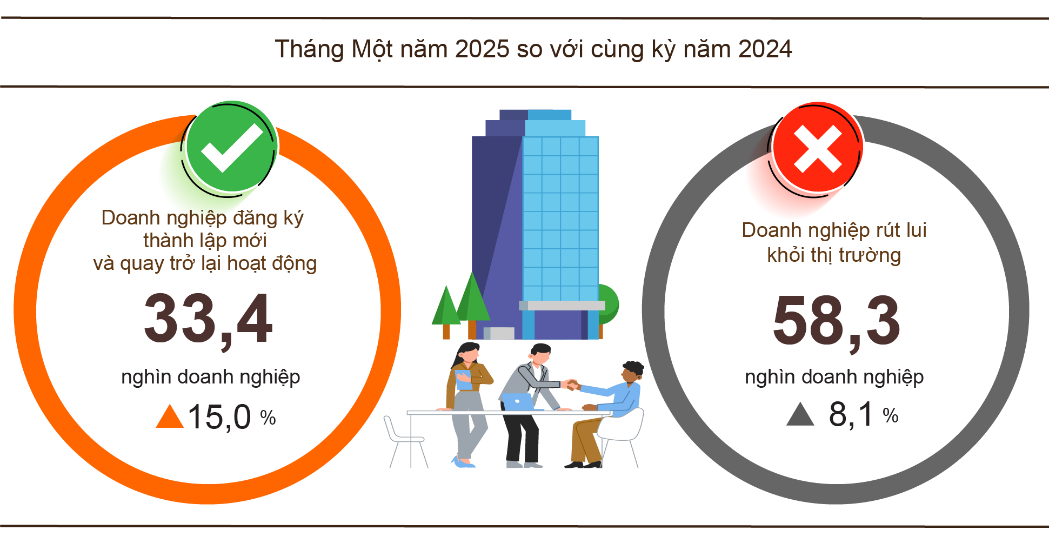 Tháng Một năm 2025 so với cùng kỳ năm 2024
Doanh nghiệp đăng ký
thành lập mới
và quay trở lại hoạt động
33,4
nghìn doanh nghiệp
15,0 %
Doanh nghiệp rút lui
khỏi thị trường
58,3
nghìn doanh nghiệp
8,1 %